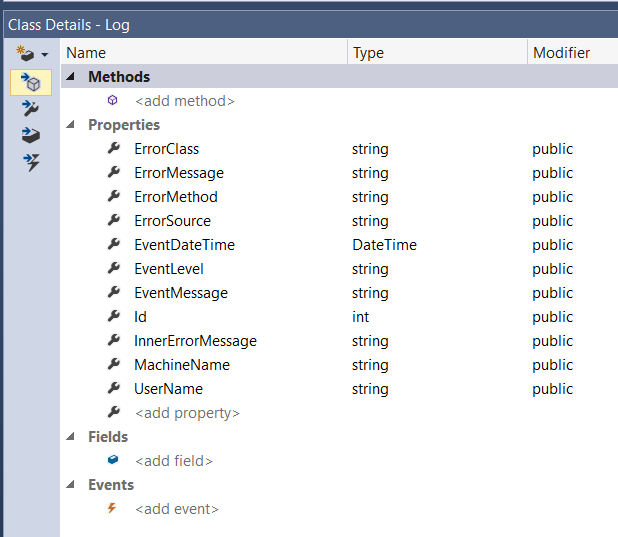 Class Details - Log
Name Type Modifier
Methods
<add method>
Properties
ErrorClass string public
ErrorMessage string public
ErrorMethod string public
ErrorSource string public
EventDateTime DateTime public
EventLevel string public
EventMessage string public
Id int public
InnerErrorMessage string public
MachineName string public
UserName string public
<add property>
Fields
<add field>
Events
<add event>